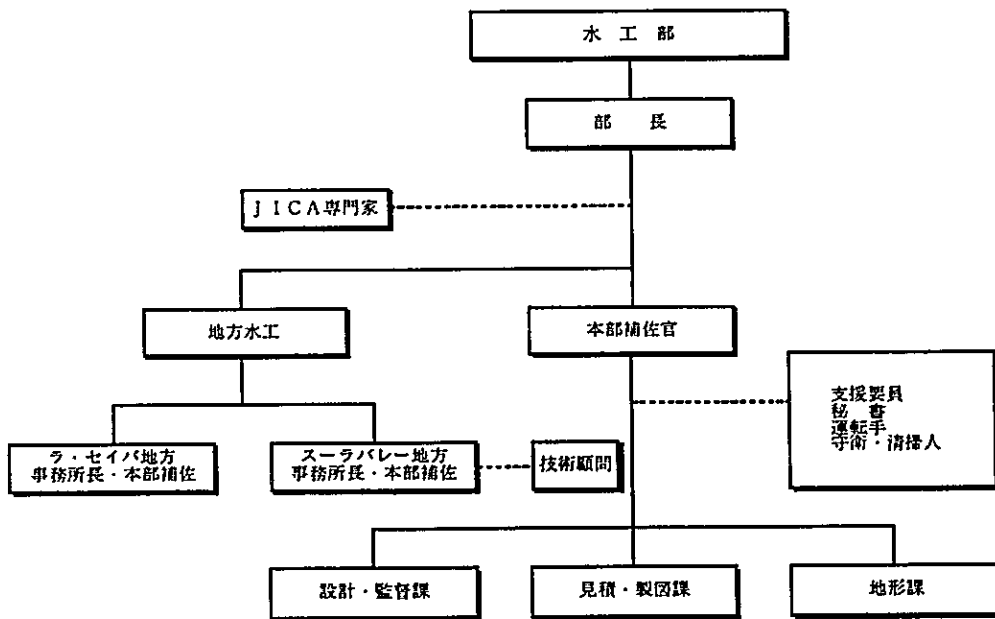 水工部
部長
JICA専門家
地方水工
本部補佐官
支援要員
秘書
運転手
守衛・清掃人
ラ・セイバ地方
事務所長・本部補佐
スーラバレー地方
事務所長・本部補佐
技術顧問
設計・監督課
見積・製図課
地形課